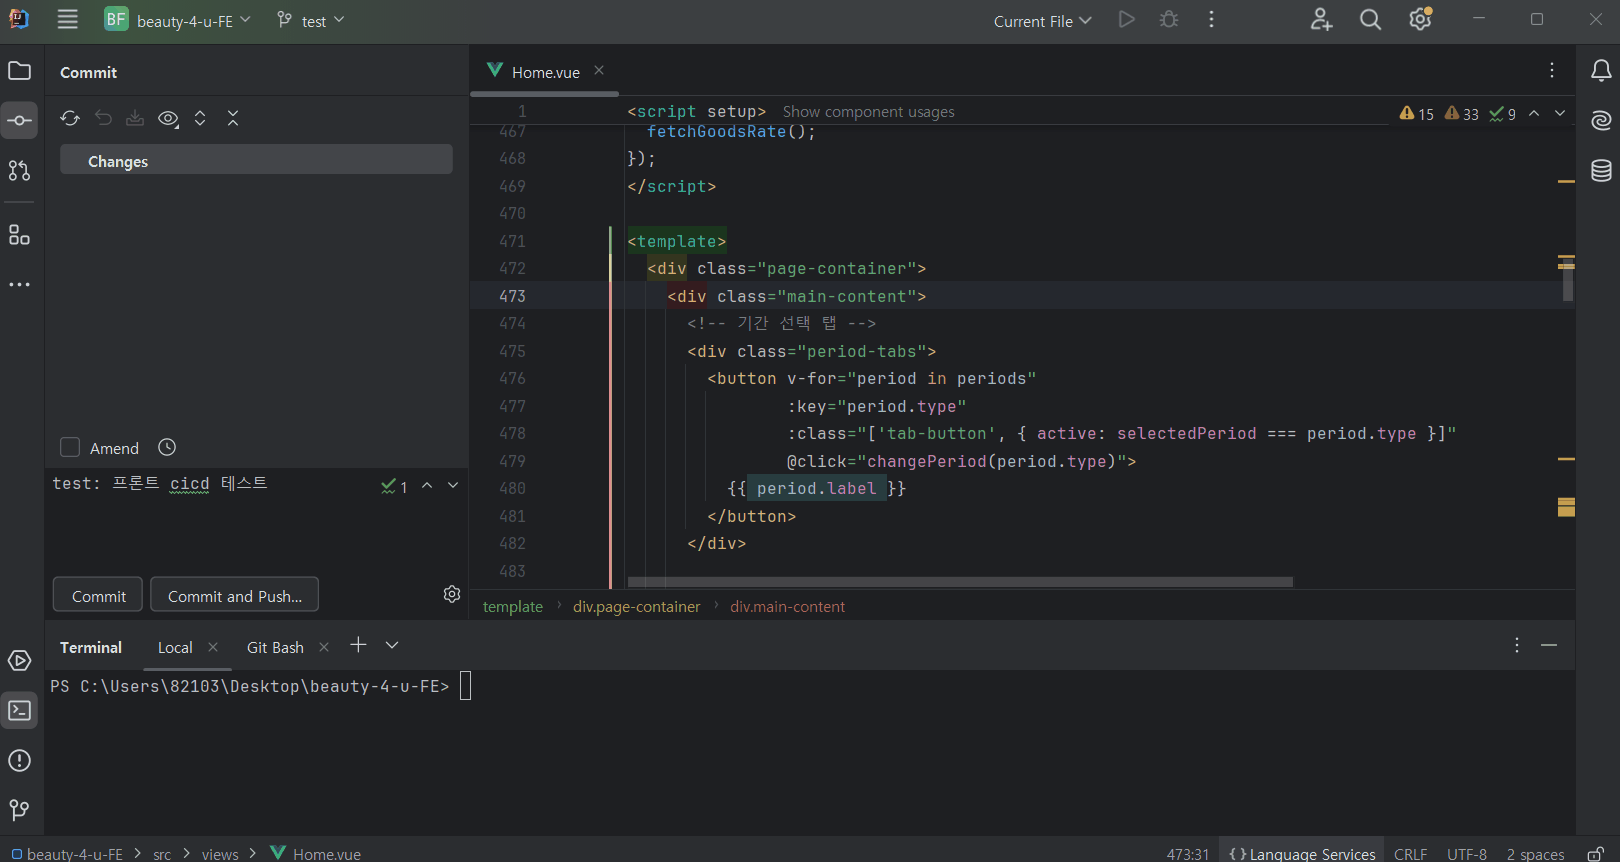 BF beauty-4-u-FE test Current File
Commit
Changes
Amend
test: 프론트 cicd 테스트 1
Commit Commit and Push...
Home.vue
1 <script setup> Show component usages 15 33 9
467 fetchGoodsRate();
468 });
469 </script>
470
471 <template>
472 <div class="page-container">
473 <div class="main-content">
474 <!-- 기간 선택 탭 -->
475 <div class="period-tabs">
476 <button v-for="period in periods"
477 :key="period.type"
478 :class="['tab-button', { active: selectedPeriod === period.type }]"
479 @click="changePeriod(period.type)">
480 {{ period.label }}
481 </button>
482 </div>
483
template div.page-container div.main-content
Terminal Local Git Bash
PS C:\Users\82103\Desktop\beauty-4-u-FE>
beauty-4-u-FE > src > views > Home.vue 473:31 {} Language Services CRLF UTF-8 2 spaces